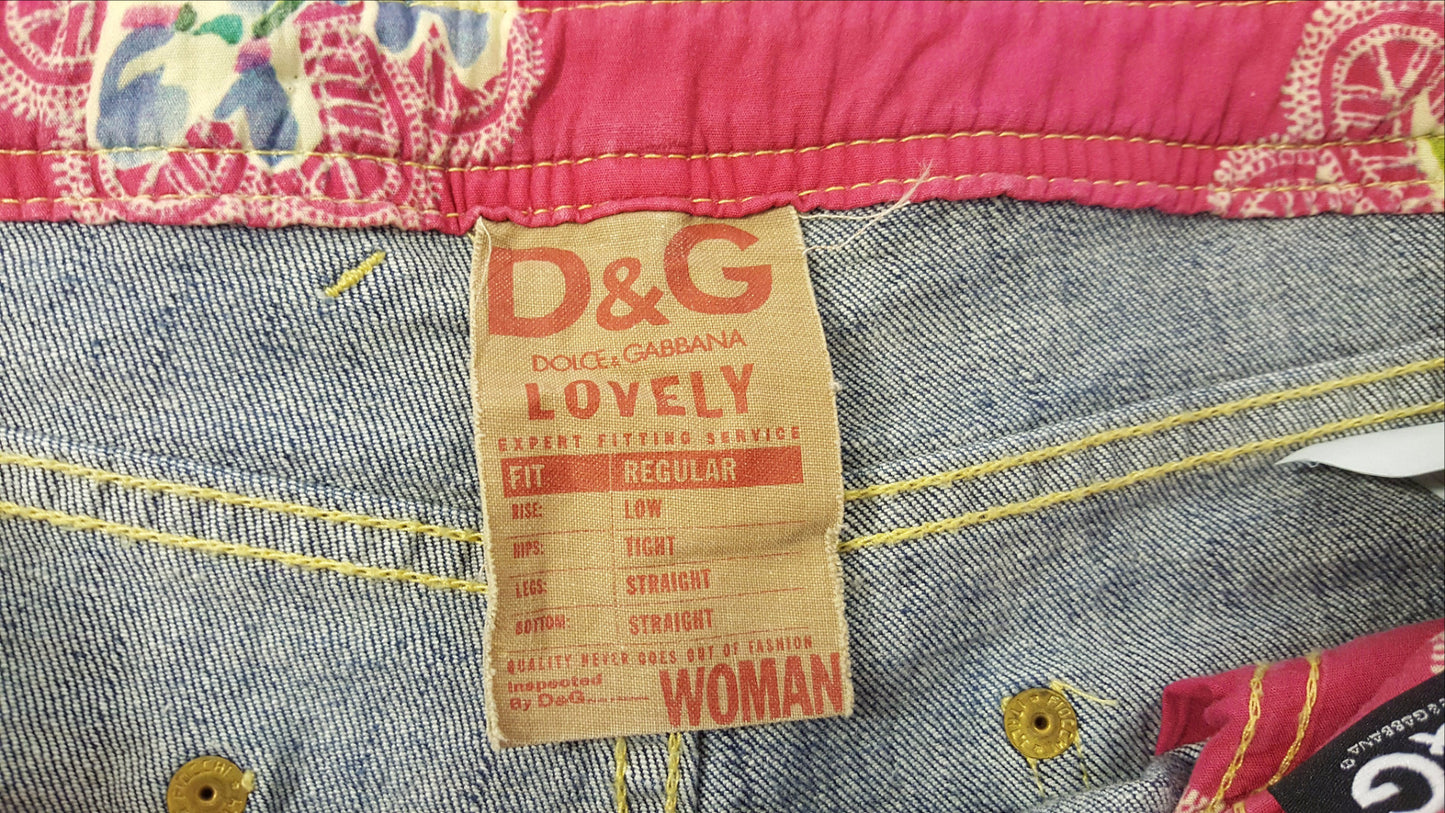 D&G
DOLCE & GABBANA
LOVELY
EXPERT FITTING SERVICE
FIT REGULAR
RISE: LOW
HIPS: TIGHT
LEGS: STRAIGHT
BOTTOM: STRAIGHT
QUALITY NEVER GOES OUT OF FASHION
Inspected
By D&G.......... WOMAN
& GABBANA
&G